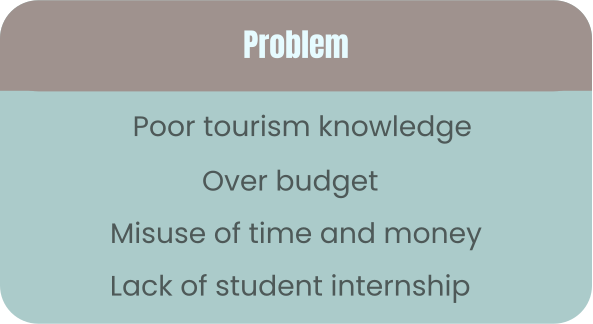 Problem
Poor tourism knowledge
Over budget
Misuse of time and money
Lack of student internship